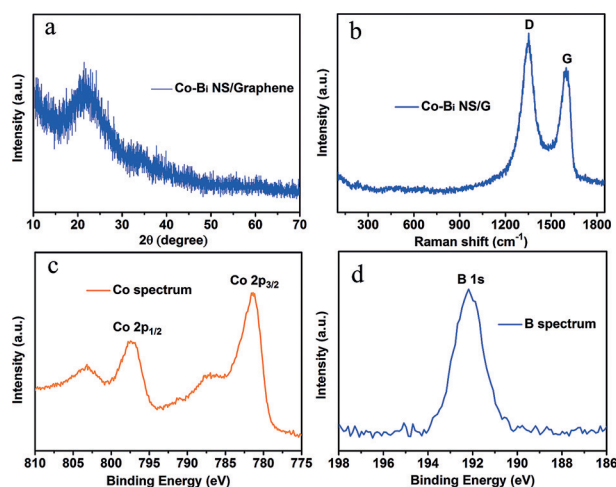 a
Co-Bi NS/Graphene
Intensity (a.u.)
10 20 30 40 50 60 70
2θ (degree)
b
D
G
Co-Bi NS/G
Intensity (a.u.)
300 600 900 1200 1500 1800
Raman shift (cm-1)
c
Co spectrum
Co 2p3/2
Co 2p1/2
Intensity (a.u.)
810 805 800 795 790 785 780 775
Binding Energy (eV)
d
B 1s
B spectrum
Intensity (a.u.)
198 196 194 192 190 188 186
Binding Energy (eV)